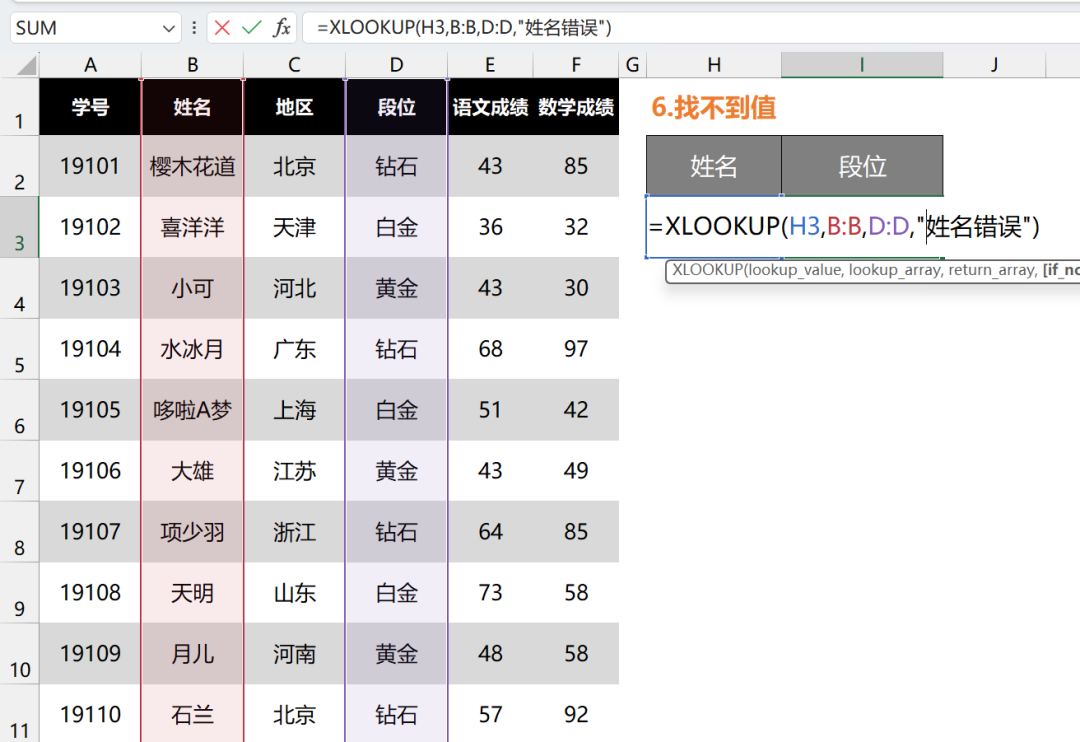 SUM
fx =XLOOKUP(H3,B:B,D:D,"姓名错误")
A B C D E F G H I J
1 学号 姓名 地区 段位 语文成绩 数学成绩 6.找不到值
2 19101 樱木花道 北京 钻石 43 85 姓名 段位
3 19102 喜洋洋 天津 白金 36 32 =XLOOKUP(H3,B:B,D:D,"姓名错误")
XLOOKUP(lookup_value, lookup_array, return_array, [if_no
4 19103 小可 河北 黄金 43 30
5 19104 水冰月 广东 钻石 68 97
6 19105 哆啦A梦 上海 白金 51 42
7 19106 大雄 江苏 黄金 43 49
8 19107 项少羽 浙江 钻石 64 85
9 19108 天明 山东 白金 73 58
10 19109 月儿 河南 黄金 48 58
11 19110 石兰 北京 钻石 57 92